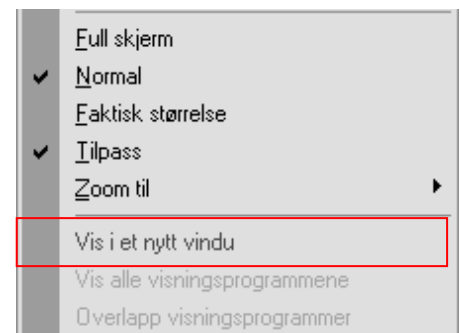 Full skjerm
Normal
Faktisk størrelse
Tilpass
Zoom til
Vis i et nytt vindu
Vis alle visningsprogrammene
Overlapp visningsprogrammer